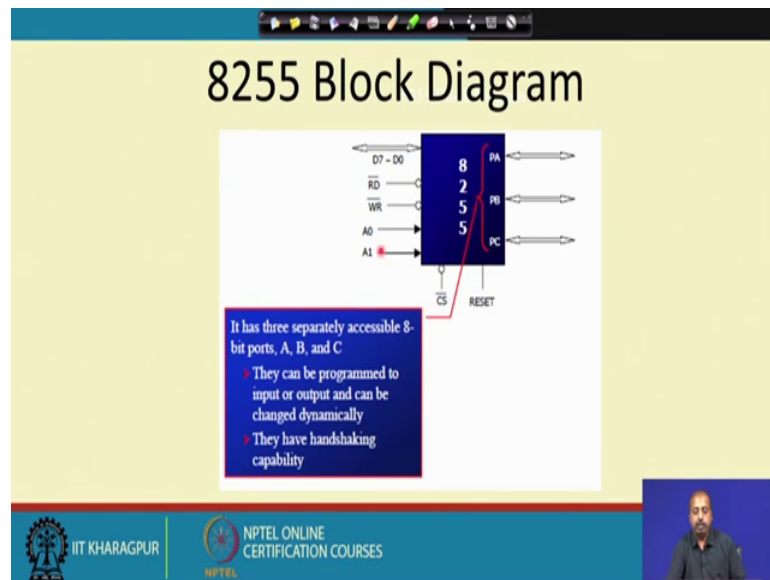 8255 Block Diagram
D7 - D0
RD
WR
A0
A1
8
2
5
5
PA
PB
PC
CS
RESET
It has three separately accessible 8-
bit ports, A, B, and C
They can be programmed to
input or output and can be
changed dynamically
They have handshaking
capability
IIT KHARAGPUR
NPTEL
NPTEL ONLINE
CERTIFICATION COURSES